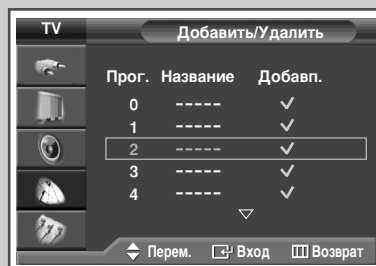 TV
Добавить/Удалить
Прог. Название Добавп.
0 ----- ✓
1 ----- ✓
2 ----- ✓
3 ----- ✓
4 ----- ✓
Перем. Вход Возврат